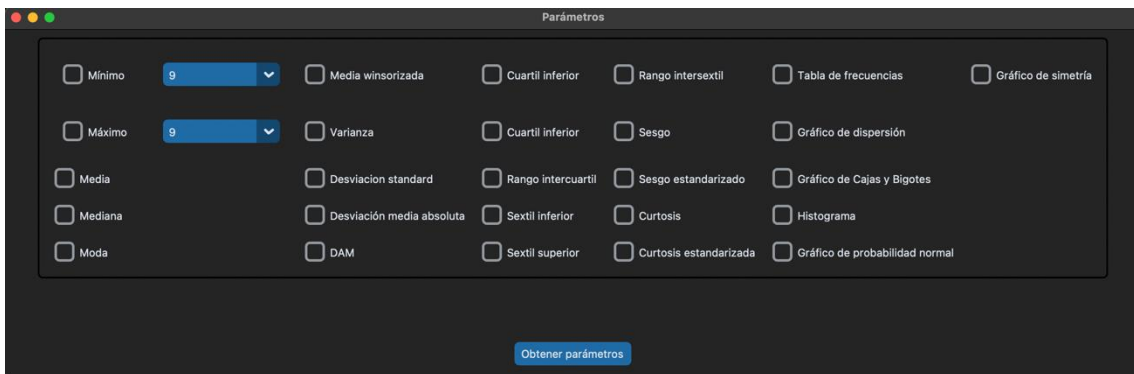 Parámetros
Mínimo 9 Media winsorizada Cuartil inferior Rango intersextil Tabla de frecuencias Gráfico de simetría
Máximo 9 Varianza Cuartil inferior Sesgo Gráfico de dispersión
Media Desviacion standard Rango intercuartil Sesgo estandarizado Gráfico de Cajas y Bigotes
Mediana Desviación media absoluta Sextil inferior Curtosis Histograma
Moda DAM Sextil superior Curtosis estandarizada Gráfico de probabilidad normal
Obtener parámetros